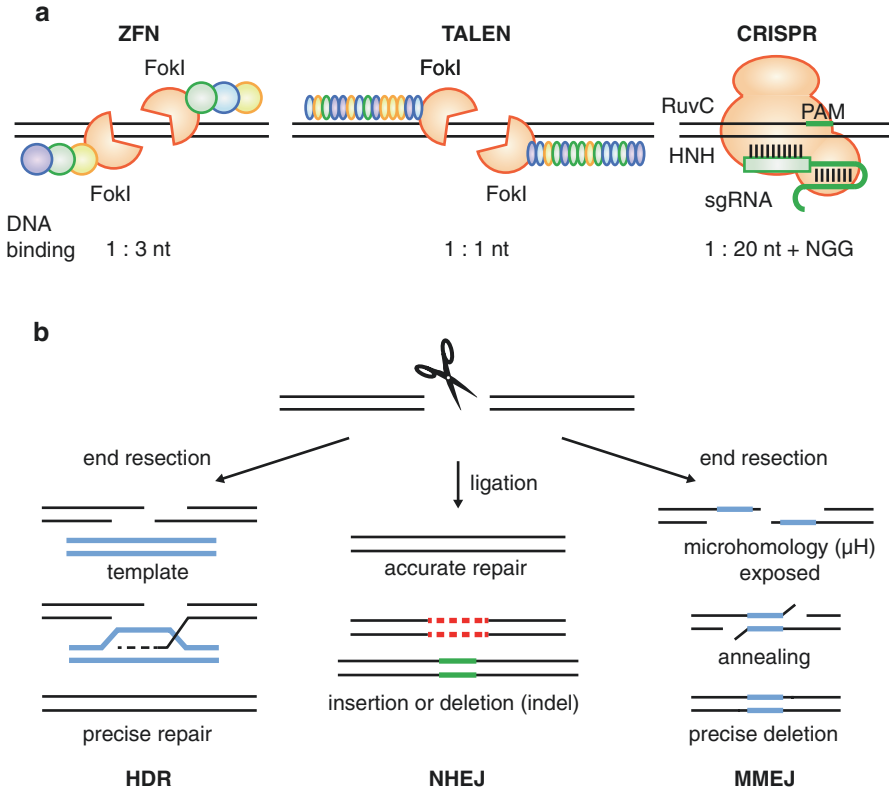 a
ZFN
TALEN
CRISPR
FokI
FokI
RuvC
PAM
HNH
FokI
FokI
sgRNA
DNA
binding
1 : 3 nt
1 : 1 nt
1 : 20 nt + NGG
b
end resection
ligation
end resection
template
accurate repair
microhomology (µH)
exposed
annealing
insertion or deletion (indel)
precise repair
precise deletion
HDR
NHEJ
MMEJ